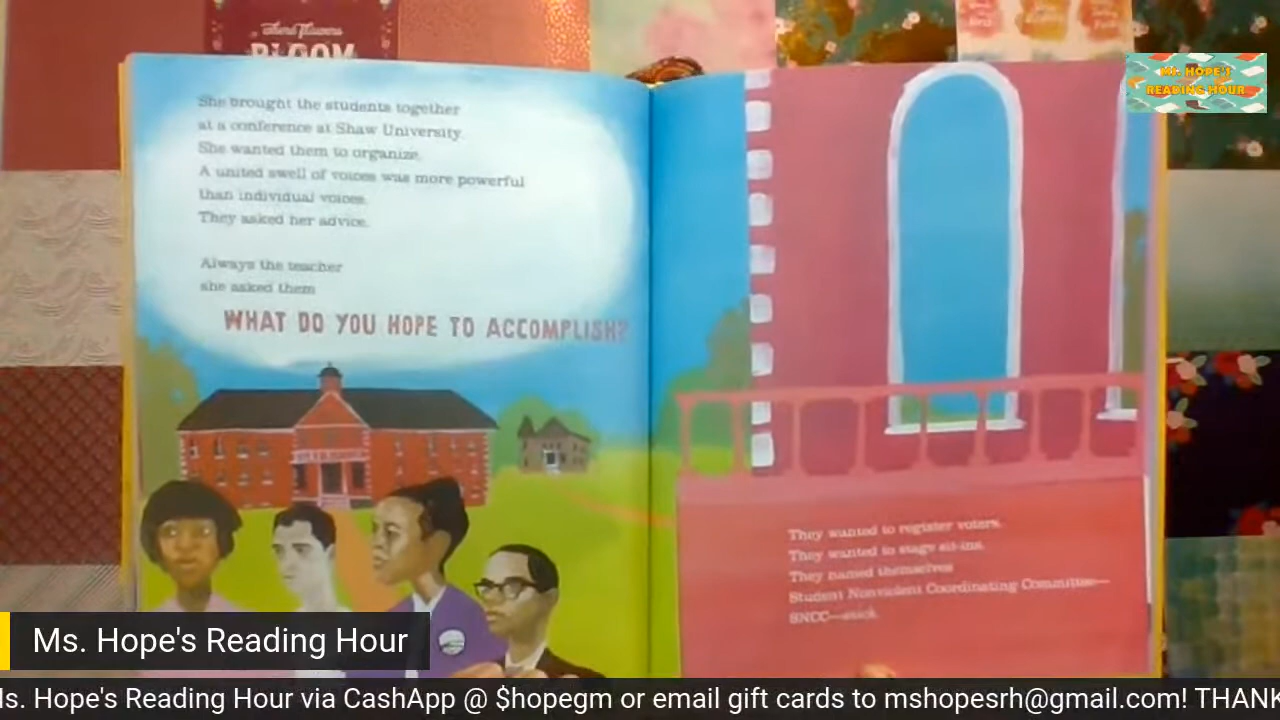 where flowers
BLOOM
MS. HOPE'S
READING HOUR
She brought the students together
at a conference at Shaw University.
She wanted them to organize.
A united swell of voices was more powerful
than individual voices.
They asked her advice.
Always the teacher
she asked them
WHAT DO YOU HOPE TO ACCOMPLISH?
They wanted to register voters.
They wanted to stage sit-ins.
They named themselves
Student Nonviolent Coordinating Committee—
SNCC—snick.
Ms. Hope's Reading Hour
Ms. Hope's Reading Hour via CashApp @ $hopegm or email gift cards to mshopesrh@gmail.com! THANK